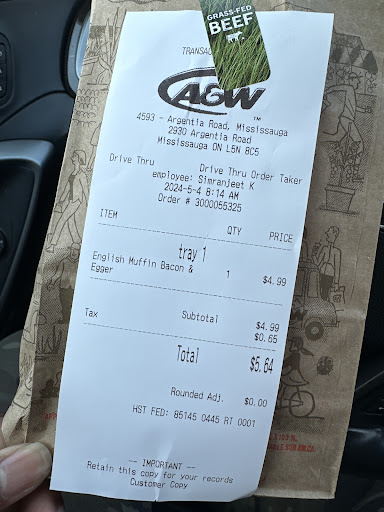 GRASS-FED
BEEF
TRANSAC
A&W
™
4593 - Argentia Road, Mississauga
2930 Argentia Road
Mississauga ON L5N 8C5
Drive Thru Drive Thru Order Taker
employee: Simranjeet K
2024-5-4 8:14 AM
Order # 3000055325
ITEM QTY PRICE
tray 1
English Muffin Bacon & 1 $4.99
Egger
Subtotal $4.99
Tax $0.65
Total $5.64
Rounded Adj. $0.00
HST FED: 85145 0445 RT 0001
-- IMPORTANT --
Retain this copy for your records
Customer Copy